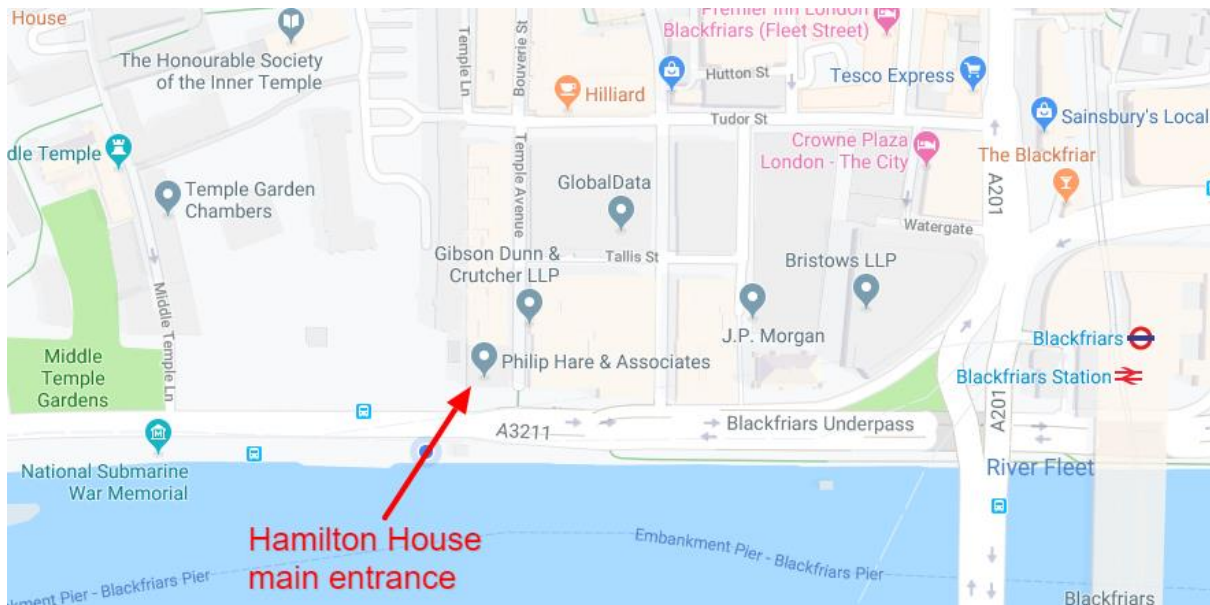 House
The Honourable Society
of the Inner Temple
Temple Ln
Bouverie St
Premier Inn London
Blackfriars (Fleet Street)
Hutton St
Tesco Express
Hilliard
Tudor St
Sainsbury's Local
Crowne Plaza
London - The City
The Blackfriar
A201
dle Temple
Temple Garden
Chambers
Temple Avenue
GlobalData
Watergate
Gibson Dunn &
Crutcher LLP
Tallis St
Bristows LLP
Middle Temple Ln
J.P. Morgan
Blackfriars
Blackfriars Station
Middle
Temple
Gardens
Philip Hare & Associates
A201
A3211
Blackfriars Underpass
National Submarine
War Memorial
River Fleet
Hamilton House
main entrance
Embankment Pier - Blackfriars Pier
kment Pier - Blackfriars Pier
Blackfriars